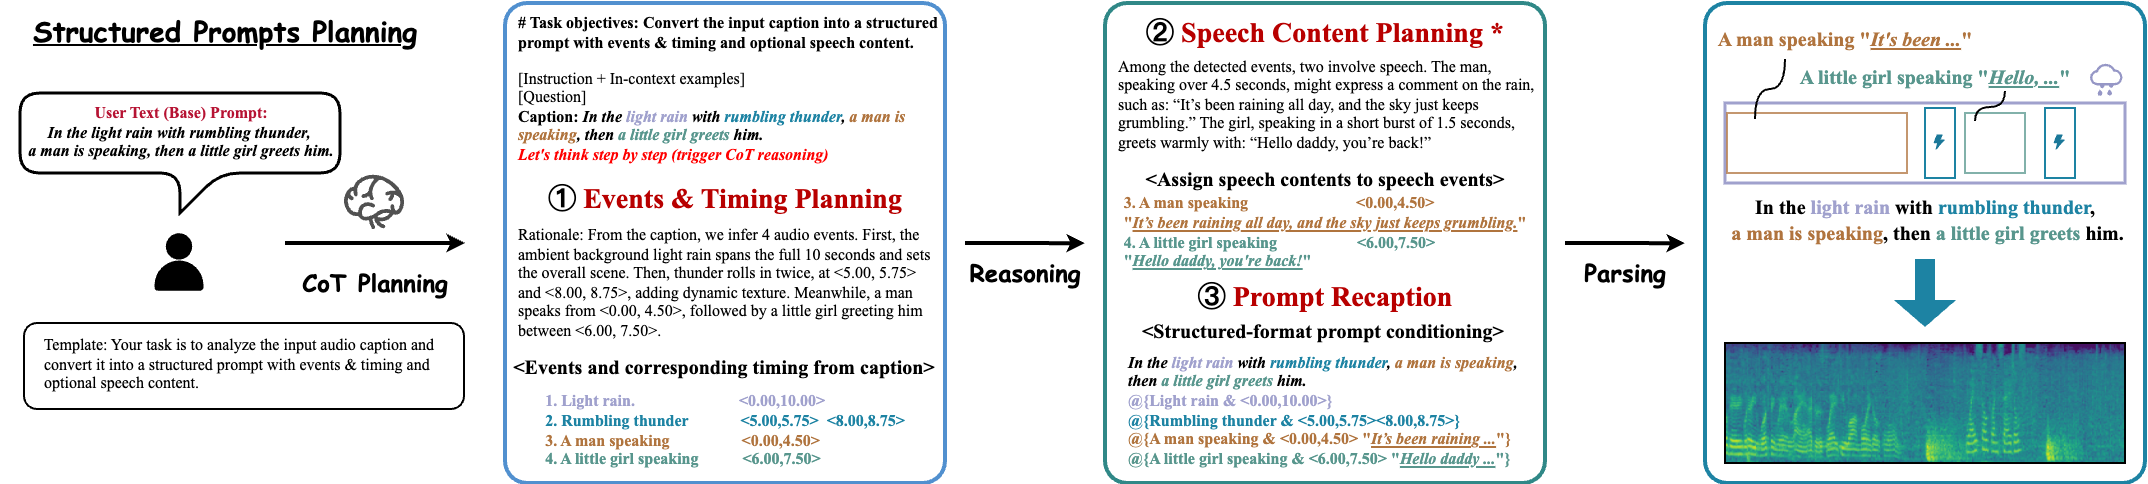 Structured Prompts Planning
User Text (Base) Prompt:
In the light rain with rumbling thunder,
a man is speaking, then a little girl greets him.
CoT Planning
Template: Your task is to analyze the input audio caption and
convert it into a structured prompt with events & timing and
optional speech content.
# Task objectives: Convert the input caption into a structured
prompt with events & timing and optional speech content.
[Instruction + In-context examples]
[Question]
Caption: In the light rain with rumbling thunder, a man is
speaking, then a little girl greets him.
Let's think step by step (trigger CoT reasoning)
① Events & Timing Planning
Rationale: From the caption, we infer 4 audio events. First, the
ambient background light rain spans the full 10 seconds and sets
the overall scene. Then, thunder rolls in twice, at <5.00, 5.75>
and <8.00, 8.75>, adding dynamic texture. Meanwhile, a man
speaks from <0.00, 4.50>, followed by a little girl greeting him
between <6.00, 7.50>.
<Events and corresponding timing from caption>
1. Light rain. <0.00,10.00>
2. Rumbling thunder <5.00,5.75> <8.00,8.75>
3. A man speaking <0.00,4.50>
4. A little girl speaking <6.00,7.50>
Reasoning
② Speech Content Planning *
Among the detected events, two involve speech. The man,
speaking over 4.5 seconds, might express a comment on the rain,
such as: “It’s been raining all day, and the sky just keeps
grumbling.” The girl, speaking in a short burst of 1.5 seconds,
greets warmly with: “Hello daddy, you’re back!”
<Assign speech contents to speech events>
3. A man speaking <0.00,4.50>
"It’s been raining all day, and the sky just keeps grumbling."
4. A little girl speaking <6.00,7.50>
"Hello daddy, you're back!"
③ Prompt Recaption
<Structured-format prompt conditioning>
In the light rain with rumbling thunder, a man is speaking,
then a little girl greets him.
@{Light rain & <0.00,10.00>}
@{Rumbling thunder & <5.00,5.75><8.00,8.75>}
@{A man speaking & <0.00,4.50> "It’s been raining ..."}
@{A little girl speaking & <6.00,7.50> "Hello daddy ..."}
Parsing
A man speaking "It's been ..."
A little girl speaking "Hello, ..."
In the light rain with rumbling thunder,
a man is speaking, then a little girl greets him.